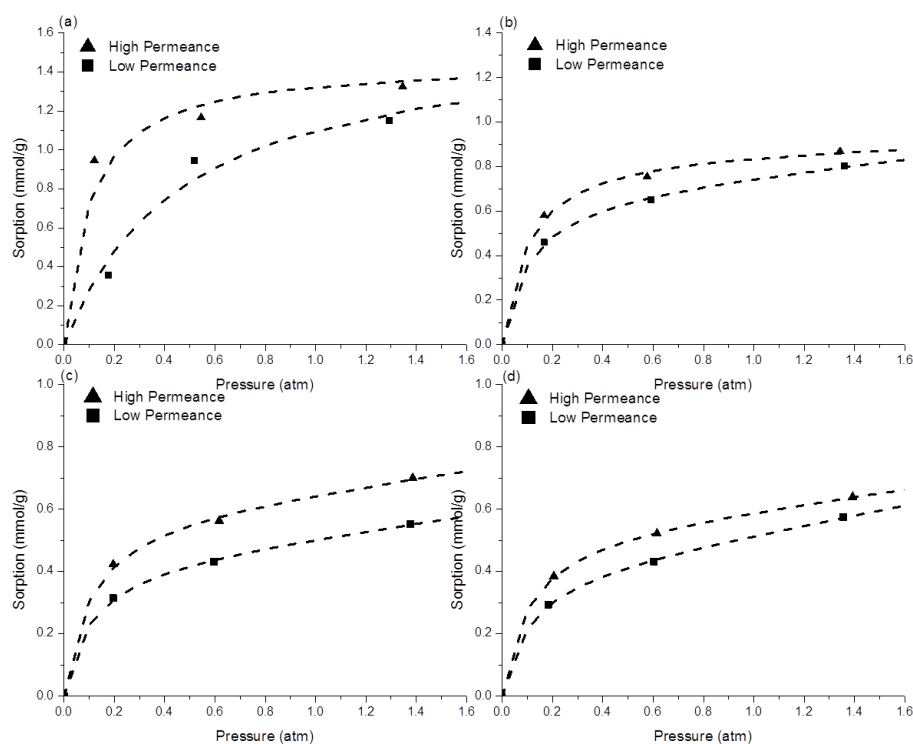 (a)
High Permeance
Low Permeance
Sorption (mmol/g)
1.6
1.4
1.2
1.0
0.8
0.6
0.4
0.2
0.0
0.0 0.2 0.4 0.6 0.8 1.0 1.2 1.4 1.6
Pressure (atm)
(b)
High Permeance
Low Permeance
Sorption (mmol/g)
1.4
1.2
1.0
0.8
0.6
0.4
0.2
0.0
0.0 0.2 0.4 0.6 0.8 1.0 1.2 1.4 1.6
Pressure (atm)
(c)
High Permeance
Low Permeance
Sorption (mmol/g)
1.0
0.8
0.6
0.4
0.2
0.0
0.0 0.2 0.4 0.6 0.8 1.0 1.2 1.4 1.6
Pressure (atm)
(d)
High Permeance
Low Permeance
Sorption (mmol/g)
1.0
0.8
0.6
0.4
0.2
0.0
0.0 0.2 0.4 0.6 0.8 1.0 1.2 1.4 1.6
Pressure (atm)